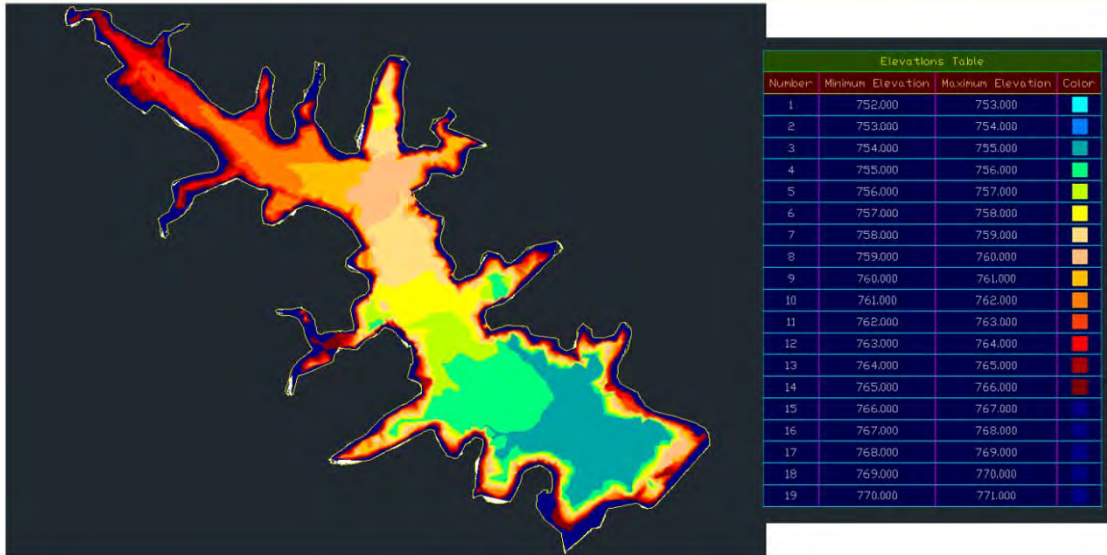 Elevations Table
Number Minimum Elevation Maximum Elevation Color
1 752.000 753.000
2 753.000 754.000
3 754.000 755.000
4 755.000 756.000
5 756.000 757.000
6 757.000 758.000
7 758.000 759.000
8 759.000 760.000
9 760.000 761.000
10 761.000 762.000
11 762.000 763.000
12 763.000 764.000
13 764.000 765.000
14 765.000 766.000
15 766.000 767.000
16 767.000 768.000
17 768.000 769.000
18 769.000 770.000
19 770.000 771.000